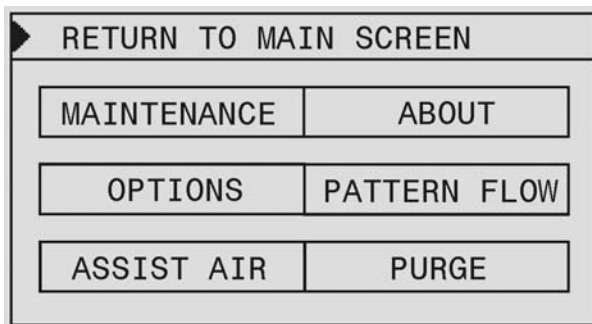 RETURN TO MAIN SCREEN
MAINTENANCE ABOUT
OPTIONS PATTERN FLOW
ASSIST AIR PURGE